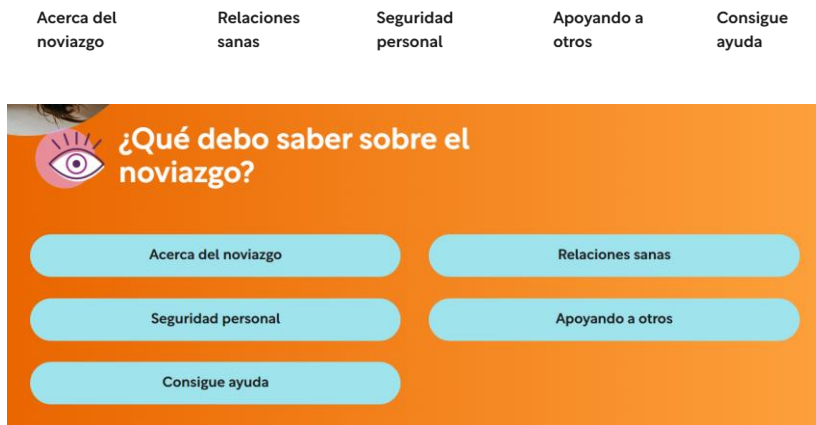 Acerca del
noviazgo
Relaciones
sanas
Seguridad
personal
Apoyando a
otros
Consigue
ayuda
¿Qué debo saber sobre el
noviazgo?
Acerca del noviazgo
Relaciones sanas
Seguridad personal
Apoyando a otros
Consigue ayuda